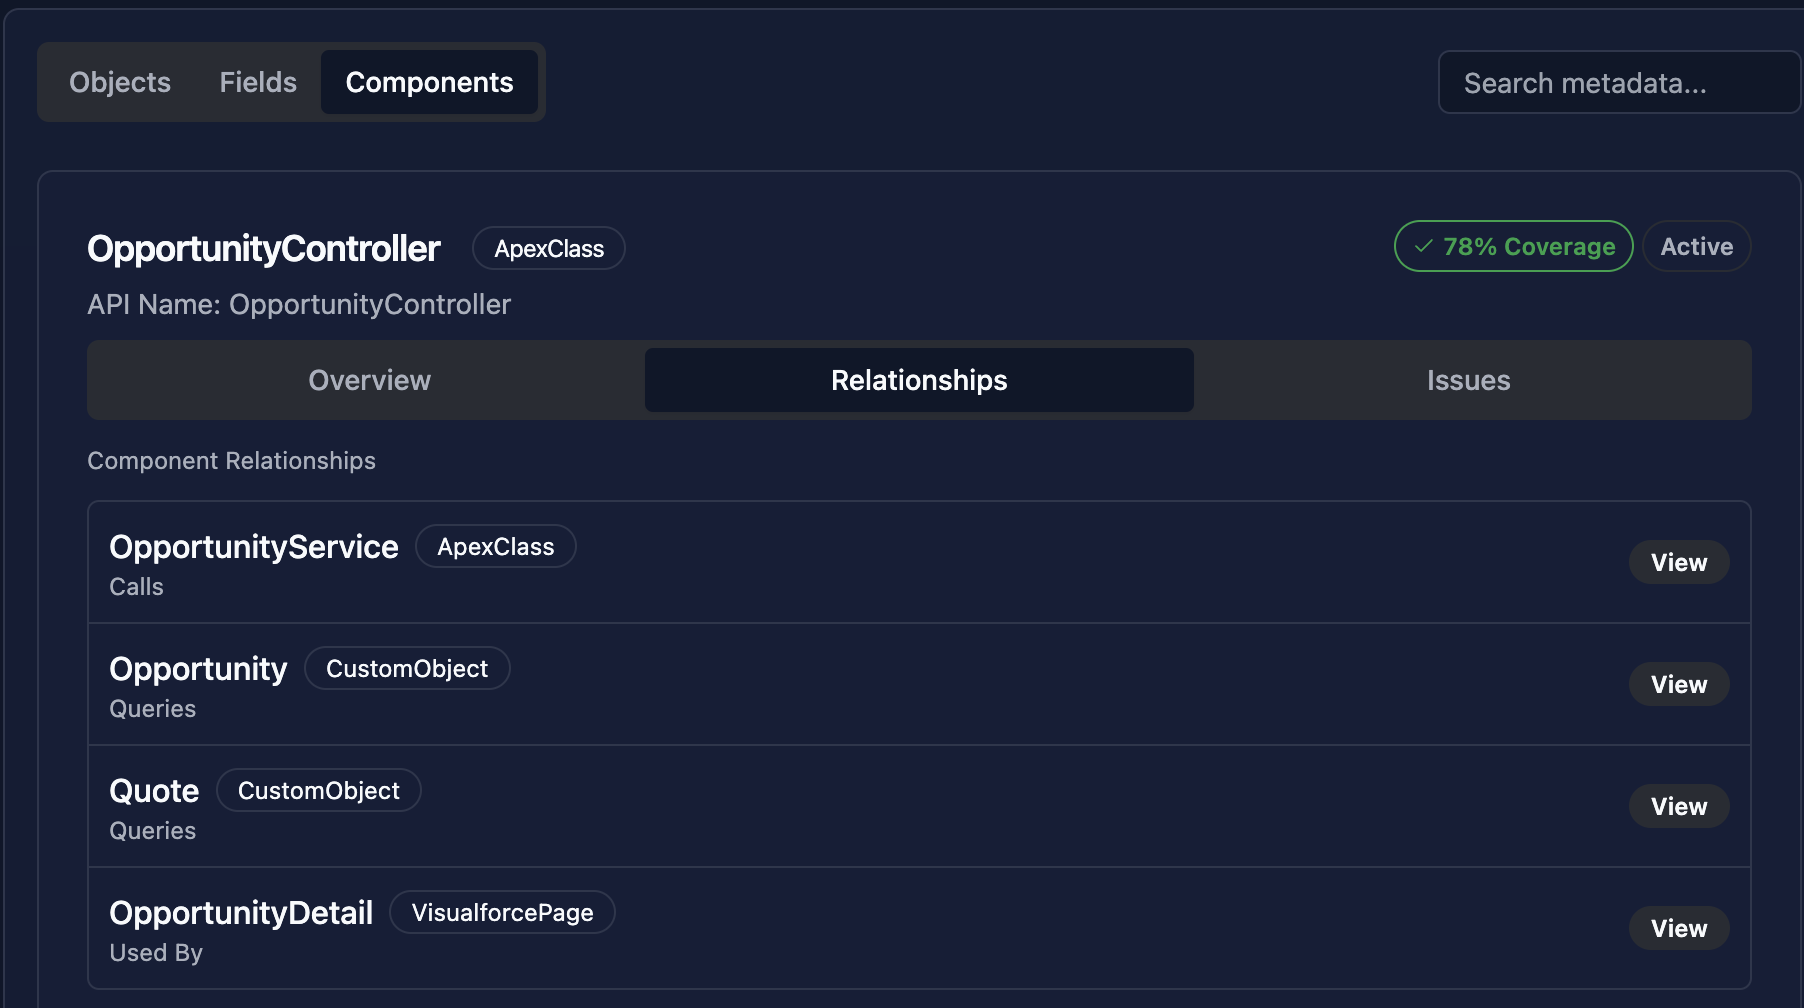 Objects Fields Components Search metadata...
OpportunityController ApexClass 78% Coverage Active
API Name: OpportunityController
Overview Relationships Issues
Component Relationships
OpportunityService ApexClass View
Calls
Opportunity CustomObject View
Queries
Quote CustomObject View
Queries
OpportunityDetail VisualforcePage View
Used By